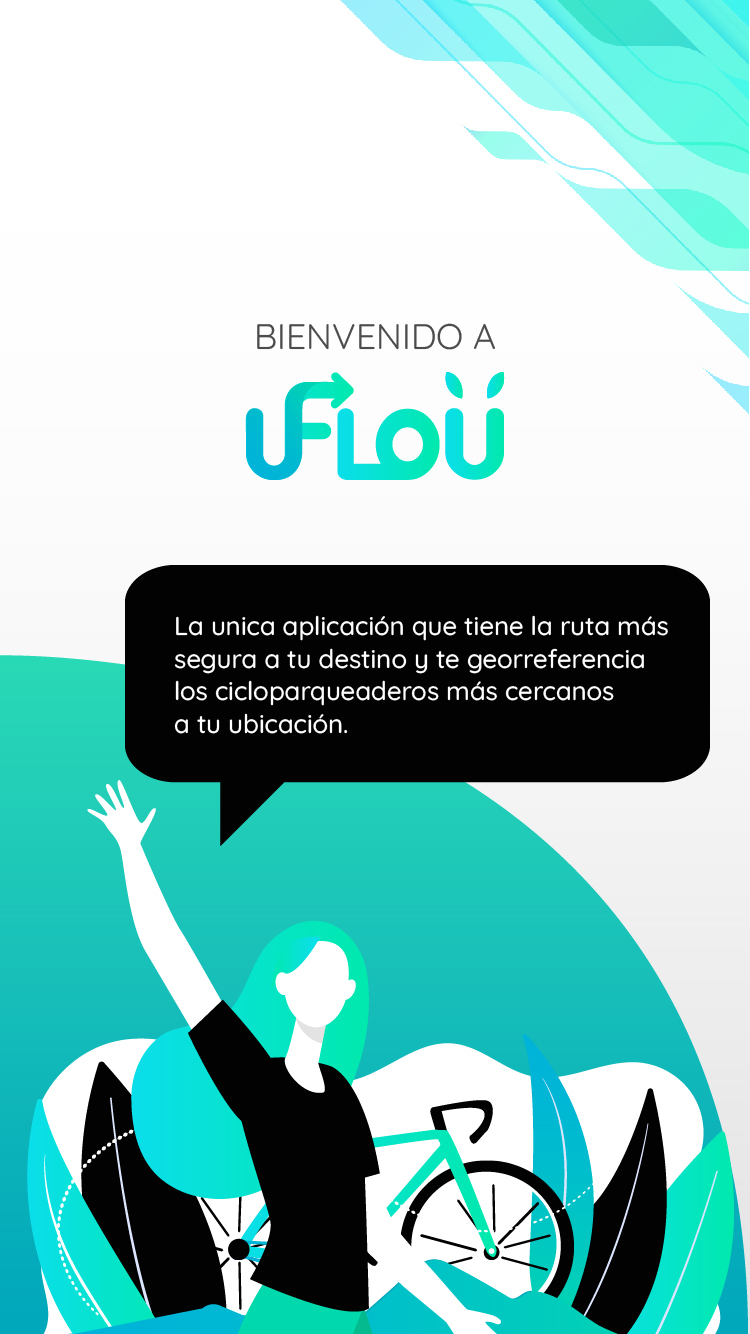 BIENVENIDO A
UFLOÜ
La unica aplicación que tiene la ruta más
segura a tu destino y te georreferencia
los cicloparqueaderos más cercanos
a tu ubicación.